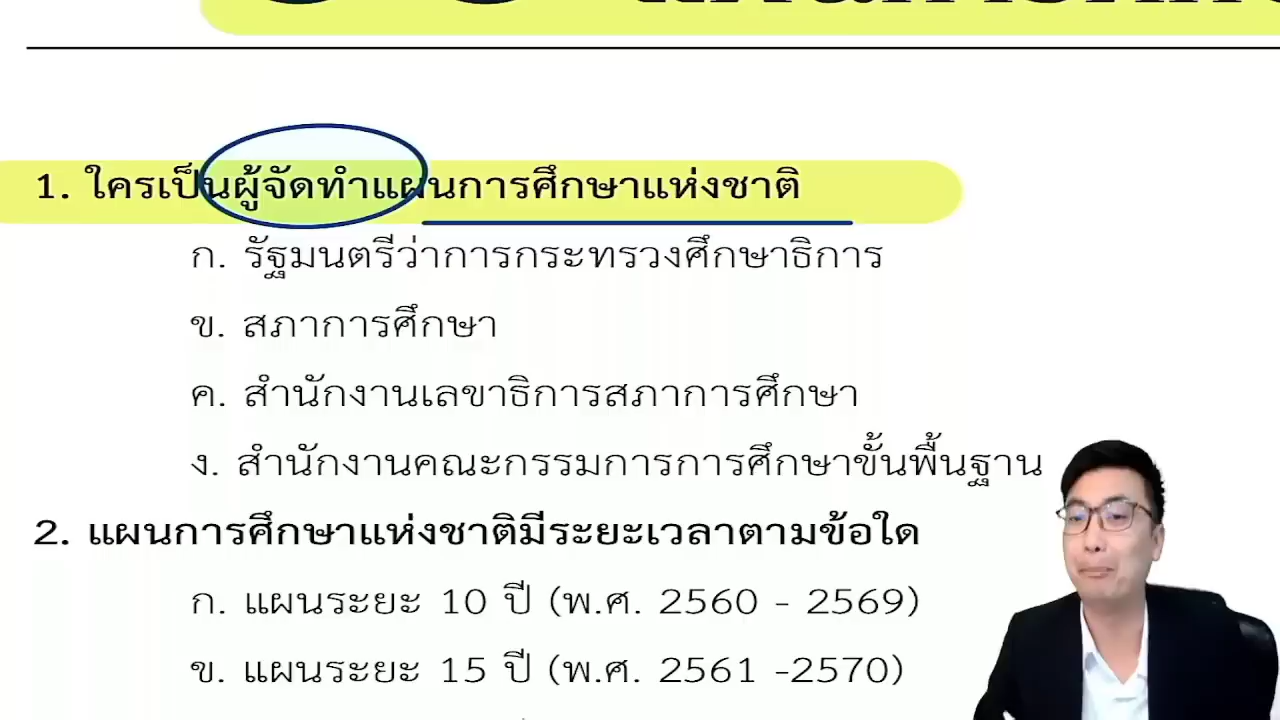 1. ใครเป็นผู้จัดทำแผนการศึกษาแห่งชาติ
ก. รัฐมนตรีว่าการกระทรวงศึกษาธิการ
ข. สภาการศึกษา
ค. สำนักงานเลขาธิการสภาการศึกษา
ง. สำนักงานคณะกรรมการการศึกษาขั้นพื้นฐาน
2. แผนการศึกษาแห่งชาติมีระยะเวลาตามข้อใด
ก. แผนระยะ 10 ปี (พ.ศ. 2560 - 2569)
ข. แผนระยะ 15 ปี (พ.ศ. 2561 -2570)